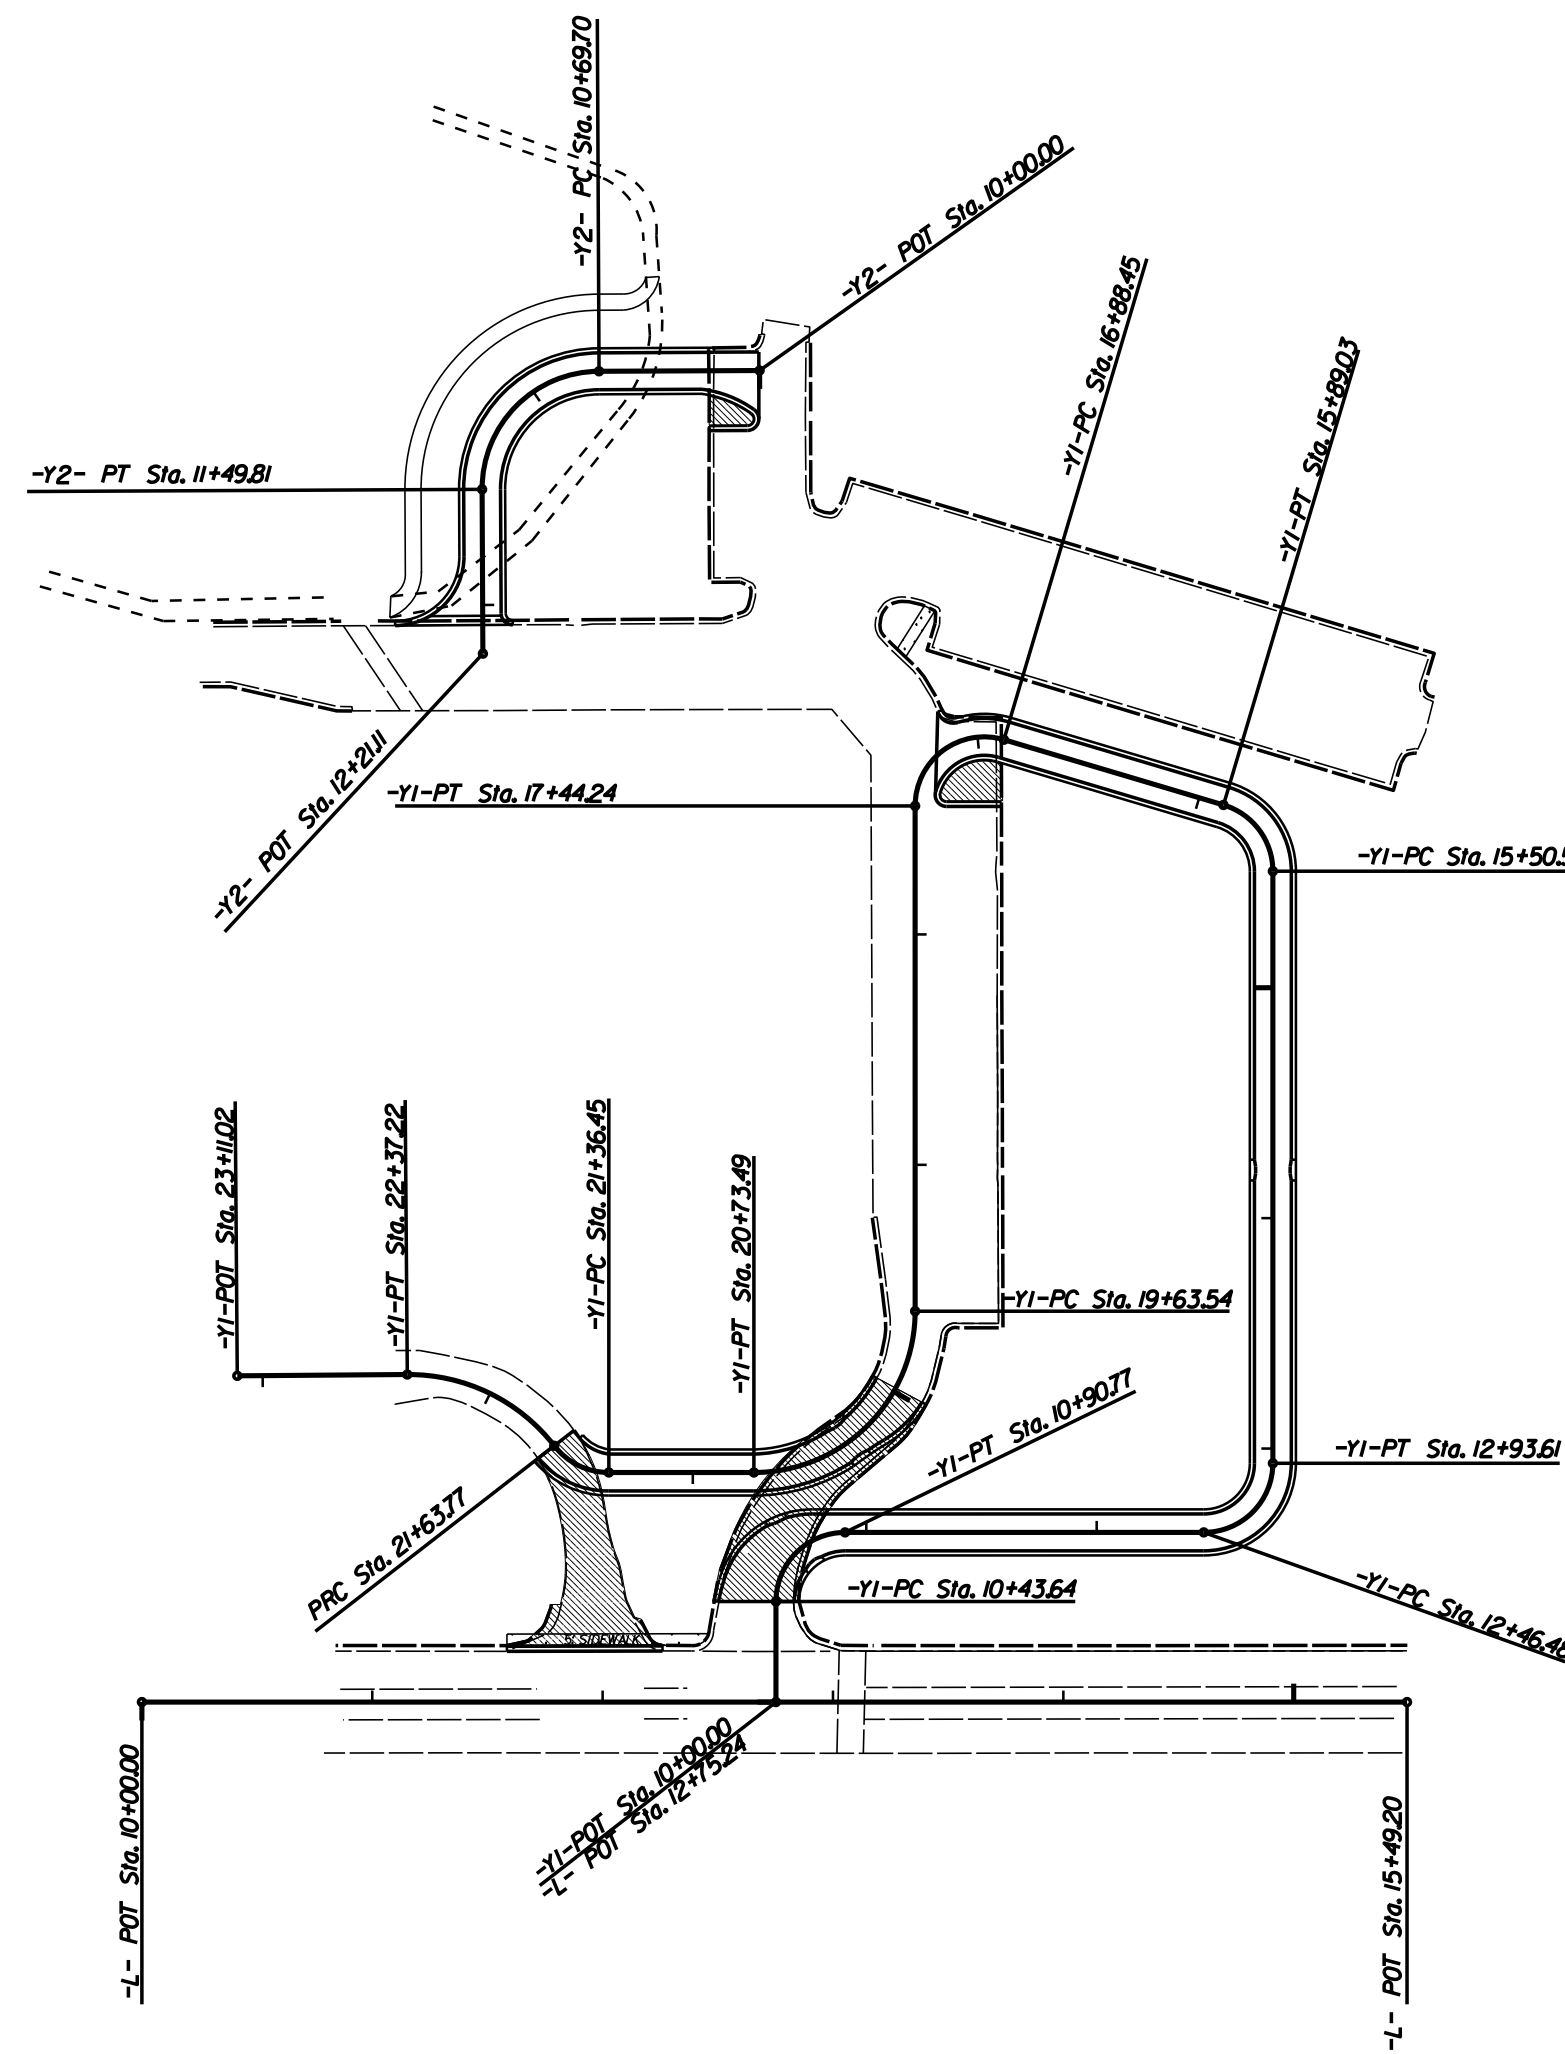 -Y2- PC Sta. 10+69.70
-Y2- POT Sta. 10+00.00
-Y1-PC Sta. 16+88.45
-Y1-PT Sta. 15+89.03
-Y2- PT Sta. 11+49.81
-Y2- POT Sta. 12+21.11
-Y1-PT Sta. 17+44.24
-Y1-PC Sta. 15+50.5
-Y1-POT Sta. 23+11.02
-Y1-PT Sta. 22+37.22
-Y1-PC Sta. 21+36.45
-Y1-PT Sta. 20+73.49
-Y1-PC Sta. 19+63.54
-Y1-PT Sta. 10+90.77
-Y1-PT Sta. 12+93.61
PRC Sta. 21+63.77
-Y1-PC Sta. 10+43.64
-Y1-PC Sta. 12+46.48
5' SIDEWALK
-Y1-POT Sta. 10+00.00
-L- POT Sta. 12+75.24
-L- POT Sta. 10+00.00
-L- POT Sta. 15+49.20